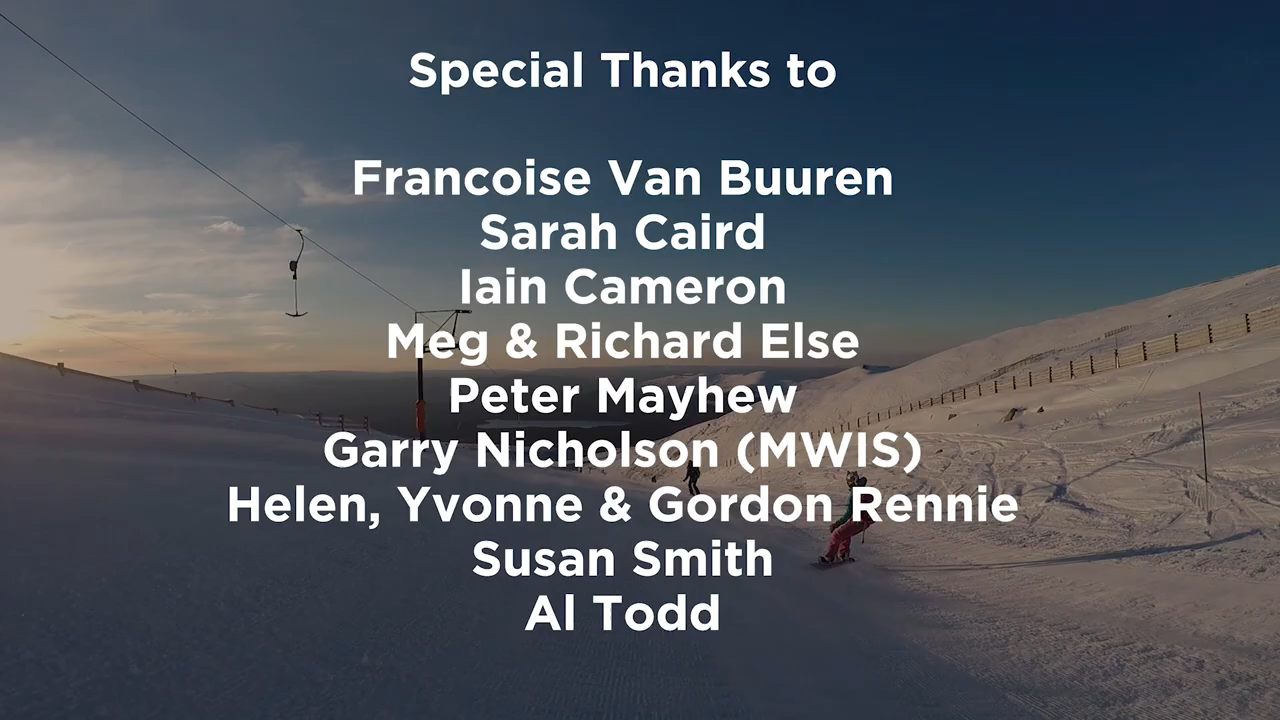 Special Thanks to
Francoise Van Buuren
Sarah Caird
Iain Cameron
Meg & Richard Else
Peter Mayhew
Garry Nicholson (MWIS)
Helen, Yvonne & Gordon Rennie
Susan Smith
Al Todd